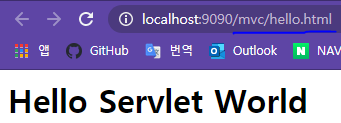 localhost:9090/mvc/hello.html
앱 GitHub 번역 Outlook NAV
Hello Servlet World